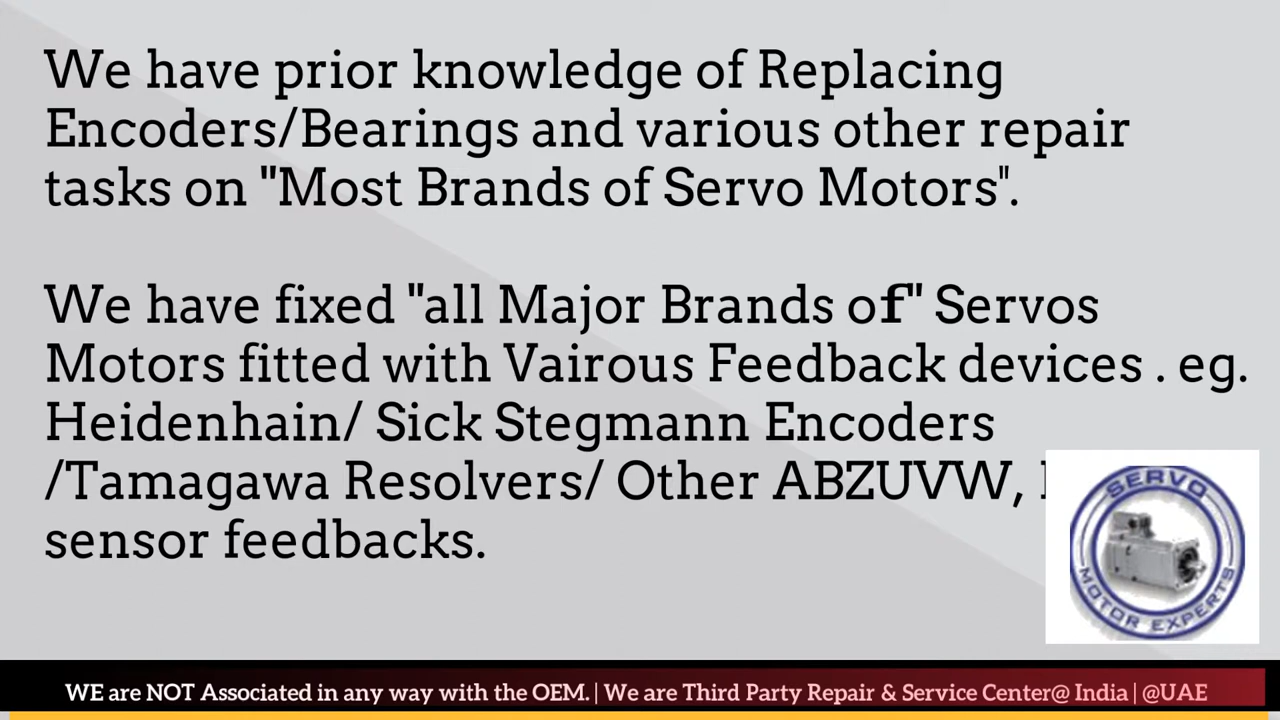 We have prior knowledge of Replacing
Encoders/Bearings and various other repair
tasks on "Most Brands of Servo Motors".
We have fixed "all Major Brands of" Servos
Motors fitted with Vairous Feedback devices . eg.
Heidenhain/ Sick Stegmann Encoders
/Tamagawa Resolvers/ Other ABZUVW,
sensor feedbacks.
SERVO
MOTOR EXPERTS
WE are NOT Associated in any way with the OEM. | We are Third Party Repair & Service Center@ India | @UAE